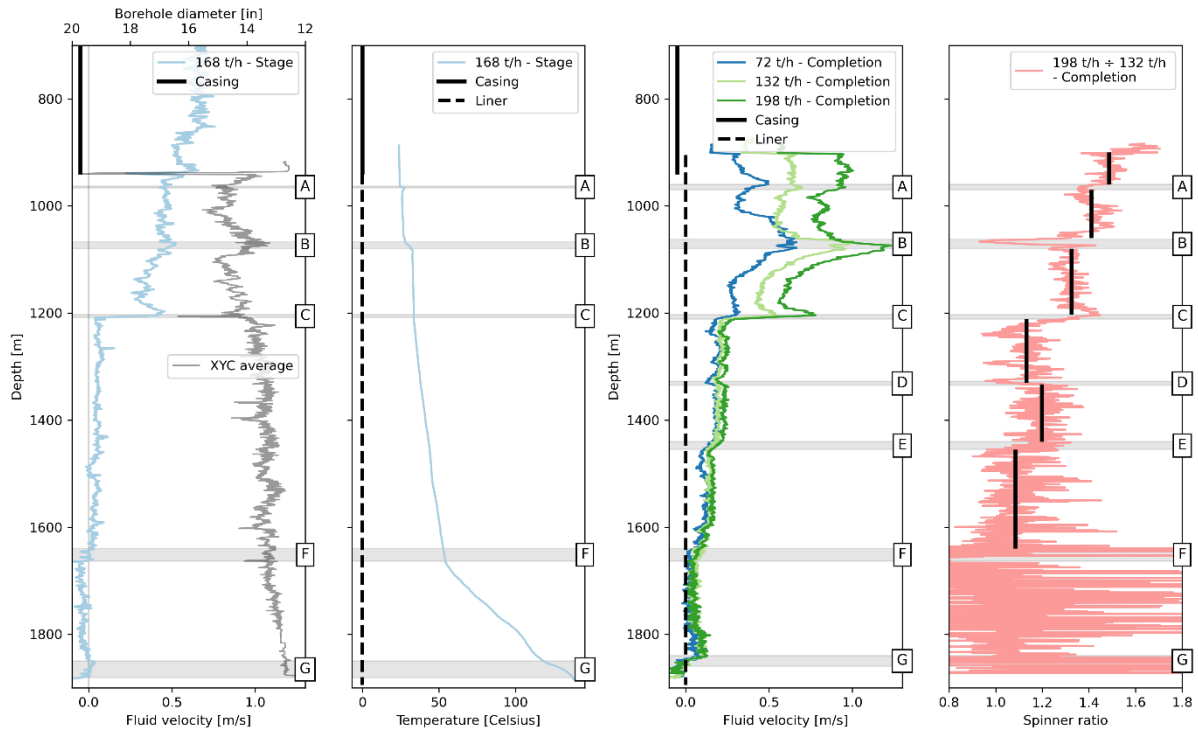 Borehole diameter [in]
20 18 16 14 12
168 t/h - Stage
Casing
XYC average
Depth [m]
800
1000
1200
1400
1600
1800
A
B
C
F
G
0.0 0.5 1.0
Fluid velocity [m/s]
168 t/h - Stage
Casing
Liner
A
B
C
F
G
0 50 100
Temperature [Celsius]
72 t/h - Completion
132 t/h - Completion
198 t/h - Completion
Casing
Liner
Depth [m]
800
1000
1200
1400
1600
1800
A
B
C
D
E
F
G
0.0 0.5 1.0
Fluid velocity [m/s]
198 t/h ÷ 132 t/h
- Completion
A
B
C
D
E
F
G
0.8 1.0 1.2 1.4 1.6 1.8
Spinner ratio